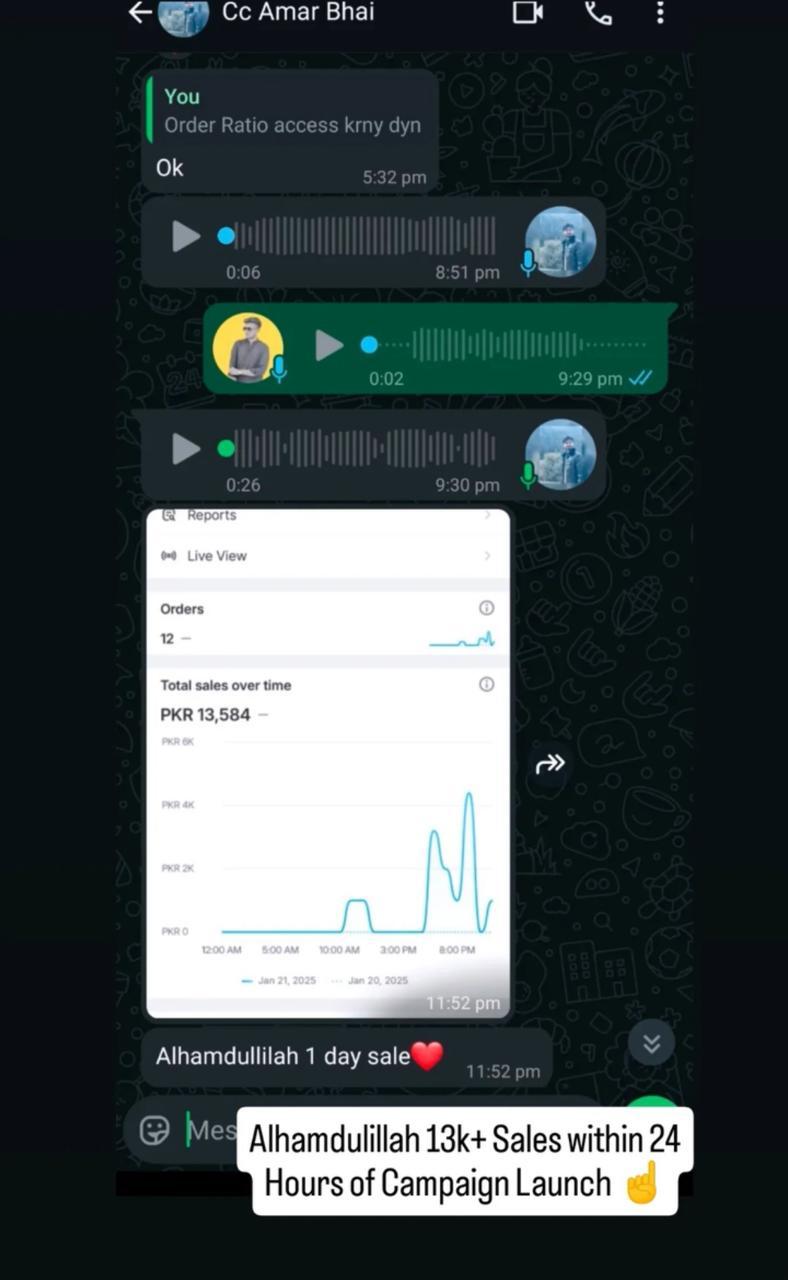 Cc Amar Bhai
You
Order Ratio access krny dyn
Ok
5:32 pm
0:06
8:51 pm
0:02
9:29 pm
0:26
9:30 pm
Reports
Live View
Orders
12 –
Total sales over time
PKR 13,584 –
PKR 6K
PKR 4K
PKR 2K
PKR 0
12:00 AM 5:00 AM 10:00 AM 3:00 PM 8:00 PM
Jan 21, 2025 Jan 20, 2025
11:52 pm
Alhamdullilah 1 day sale❤️
11:52 pm
Mes
Alhamdulillah 13k+ Sales within 24
Hours of Campaign Launch ☝️